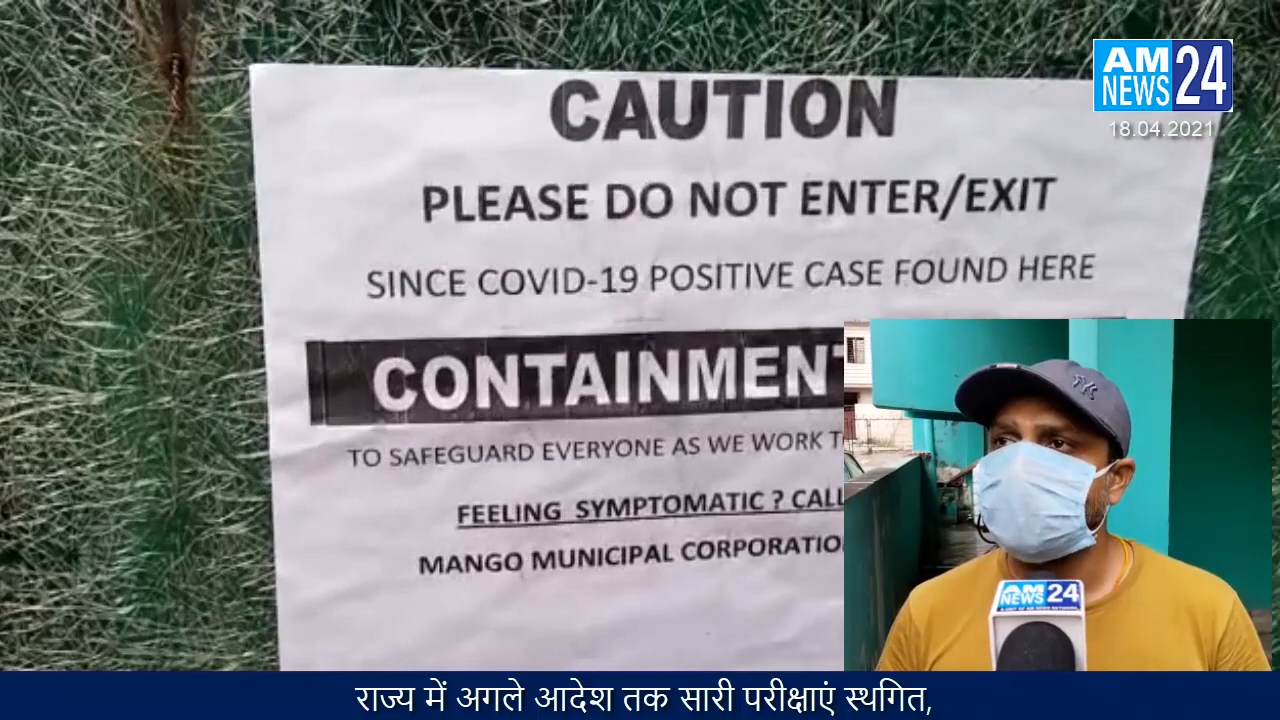 AM
NEWS 24
18.04.2021
CAUTION
PLEASE DO NOT ENTER/EXIT
SINCE COVID-19 POSITIVE CASE FOUND HERE
CONTAINMENT
TO SAFEGUARD EVERYONE AS WE WORK
FEELING SYMPTOMATIC ? CALL
MANGO MUNICIPAL CORPORATIO
AM
NEWS 24
राज्य में अगले आदेश तक सारी परीक्षाएं स्थगित,